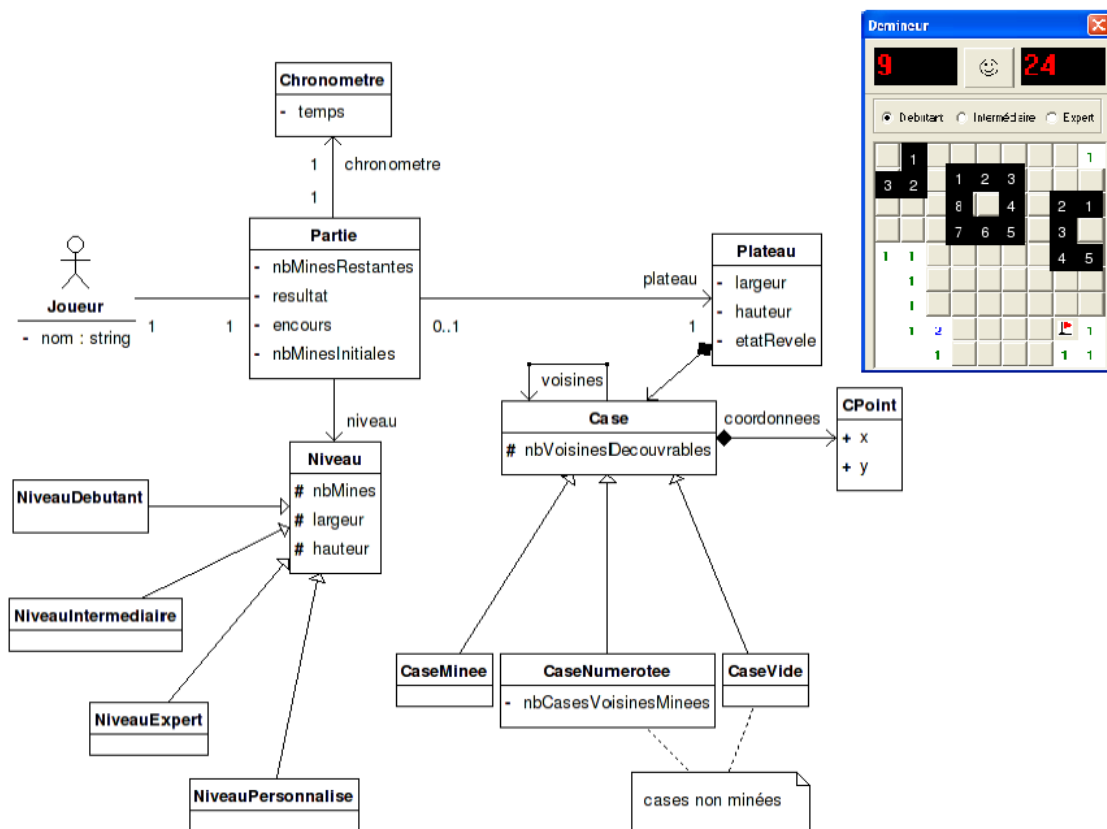 Demineur
9 24
Debutant Intermédiaire Expert
1 1
3 2 1 2 3
8 4 2 1
7 6 5 3
1 1 4 5
1
1
1 2 1
1 1 1
Chronometre
- temps
1 chronometre
1
Partie
- nbMinesRestantes
- resultat
- encours
- nbMinesInitiales
Joueur
- nom : string
1 1
plateau
0..1 1
Plateau
- largeur
- hauteur
- etatRevele
voisines
Case
# nbVoisinesDecouvrables
coordonnees
CPoint
+ x
+ y
niveau
Niveau
# nbMines
# largeur
# hauteur
NiveauDebutant
NiveauIntermediaire
NiveauExpert
NiveauPersonnalise
CaseMinee
CaseNumerotee
- nbCasesVoisinesMinees
CaseVide
cases non minées